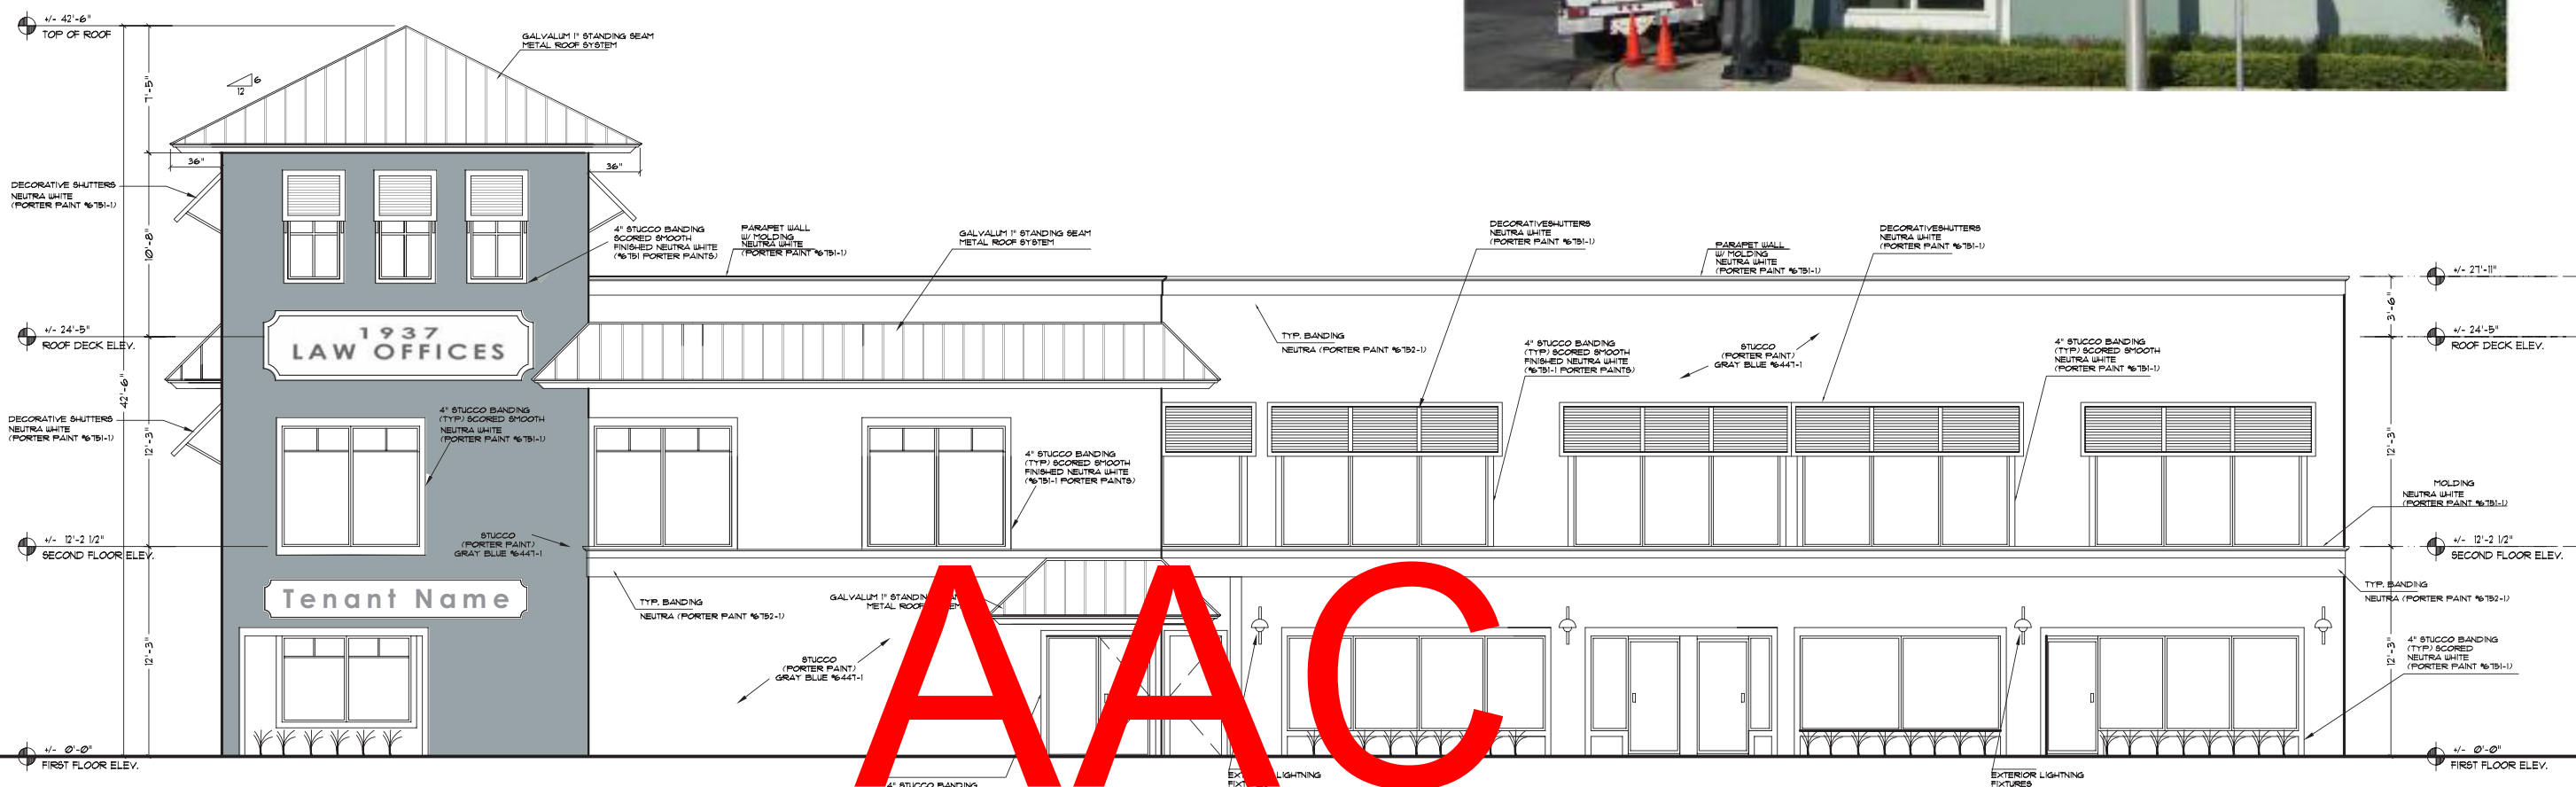 +/- 42'-6"
TOP OF ROOF
GALVALUM 1" STANDING SEAM
METAL ROOF SYSTEM
6
12
7'-5"
36"
36"
DECORATIVE SHUTTERS
NEUTRA WHITE
(PORTER PAINT #6751-1)
10'-8"
4" STUCCO BANDING
SCORED SMOOTH
FINISHED NEUTRA WHITE
(#6751 PORTER PAINTS)
PARAPET WALL
W/ MOLDING
NEUTRA WHITE
(PORTER PAINT #6751-1)
GALVALUM 1" STANDING SEAM
METAL ROOF SYSTEM
DECORATIVESHUTTERS
NEUTRA WHITE
(PORTER PAINT #6751-1)
PARAPET WALL
W/ MOLDING
NEUTRA WHITE
(PORTER PAINT #6751-1)
DECORATIVESHUTTERS
NEUTRA WHITE
(PORTER PAINT #6751-1)
+/- 27'-11"
3'-6"
+/- 24'-5"
ROOF DECK ELEV.
1937
LAW OFFICES
TYP. BANDING
NEUTRA (PORTER PAINT #6752-1)
4" STUCCO BANDING
(TYP) SCORED SMOOTH
FINISHED NEUTRA WHITE
(#6751-1 PORTER PAINTS)
STUCCO
(PORTER PAINT)
GRAY BLUE #6447-1
4" STUCCO BANDING
(TYP) SCORED SMOOTH
NEUTRA WHITE
(PORTER PAINT #6751-1)
+/- 24'-5"
ROOF DECK ELEV.
42'-6"
DECORATIVE SHUTTERS
NEUTRA WHITE
(PORTER PAINT #6751-1)
12'-3"
4" STUCCO BANDING
(TYP) SCORED SMOOTH
NEUTRA WHITE
(PORTER PAINT #6751-1)
4" STUCCO BANDING
(TYP) SCORED SMOOTH
FINISHED NEUTRA WHITE
(#6751-1 PORTER PAINTS)
12'-3"
MOLDING
NEUTRA WHITE
(PORTER PAINT #6751-1)
+/- 12'-2 1/2"
SECOND FLOOR ELEV.
STUCCO
(PORTER PAINT)
GRAY BLUE #6447-1
+/- 12'-2 1/2"
SECOND FLOOR ELEV.
Tenant Name
TYP. BANDING
NEUTRA (PORTER PAINT #6752-1)
GALVALUM 1" STANDING
METAL ROOF
TYP. BANDING
NEUTRA (PORTER PAINT #6752-1)
12'-3"
STUCCO
(PORTER PAINT)
GRAY BLUE #6447-1
AAC
12'-3"
4" STUCCO BANDING
(TYP) SCORED
NEUTRA WHITE
(PORTER PAINT #6751-1)
+/- 0'-0"
FIRST FLOOR ELEV.
4" STUCCO BANDING
LIGHTNING
EXTERIOR LIGHTNING
FIXTURES
+/- 0'-0"
FIRST FLOOR ELEV.